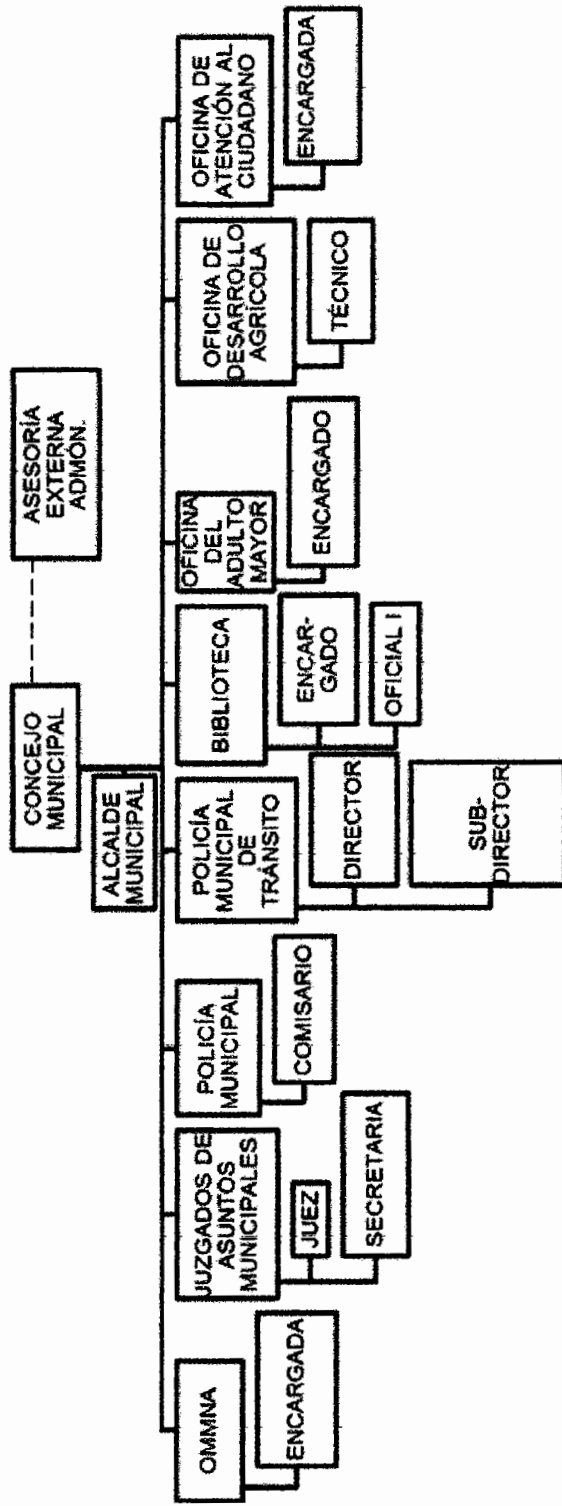 CONCEJO
MUNICIPAL
ASESORÍA
EXTERNA
ADMÓN.
ALCALDE
MUNICIPAL
OMMNA
ENCARGADA
JUZGADOS DE
ASUNTOS
MUNICIPALES
JUEZ
SECRETARIA
POLICÍA
MUNICIPAL
COMISARIO
POLICÍA
MUNICIPAL
DE
TRÁNSITO
DIRECTOR
SUB-
DIRECTOR
BIBLIOTECA
ENCAR-
GADO
OFICIAL I
OFICINA
DEL
ADULTO
MAYOR
ENCARGADO
OFICINA DE
DESARROLLO
AGRÍCOLA
TÉCNICO
OFICINA DE
ATENCIÓN AL
CIUDADANO
ENCARGADA